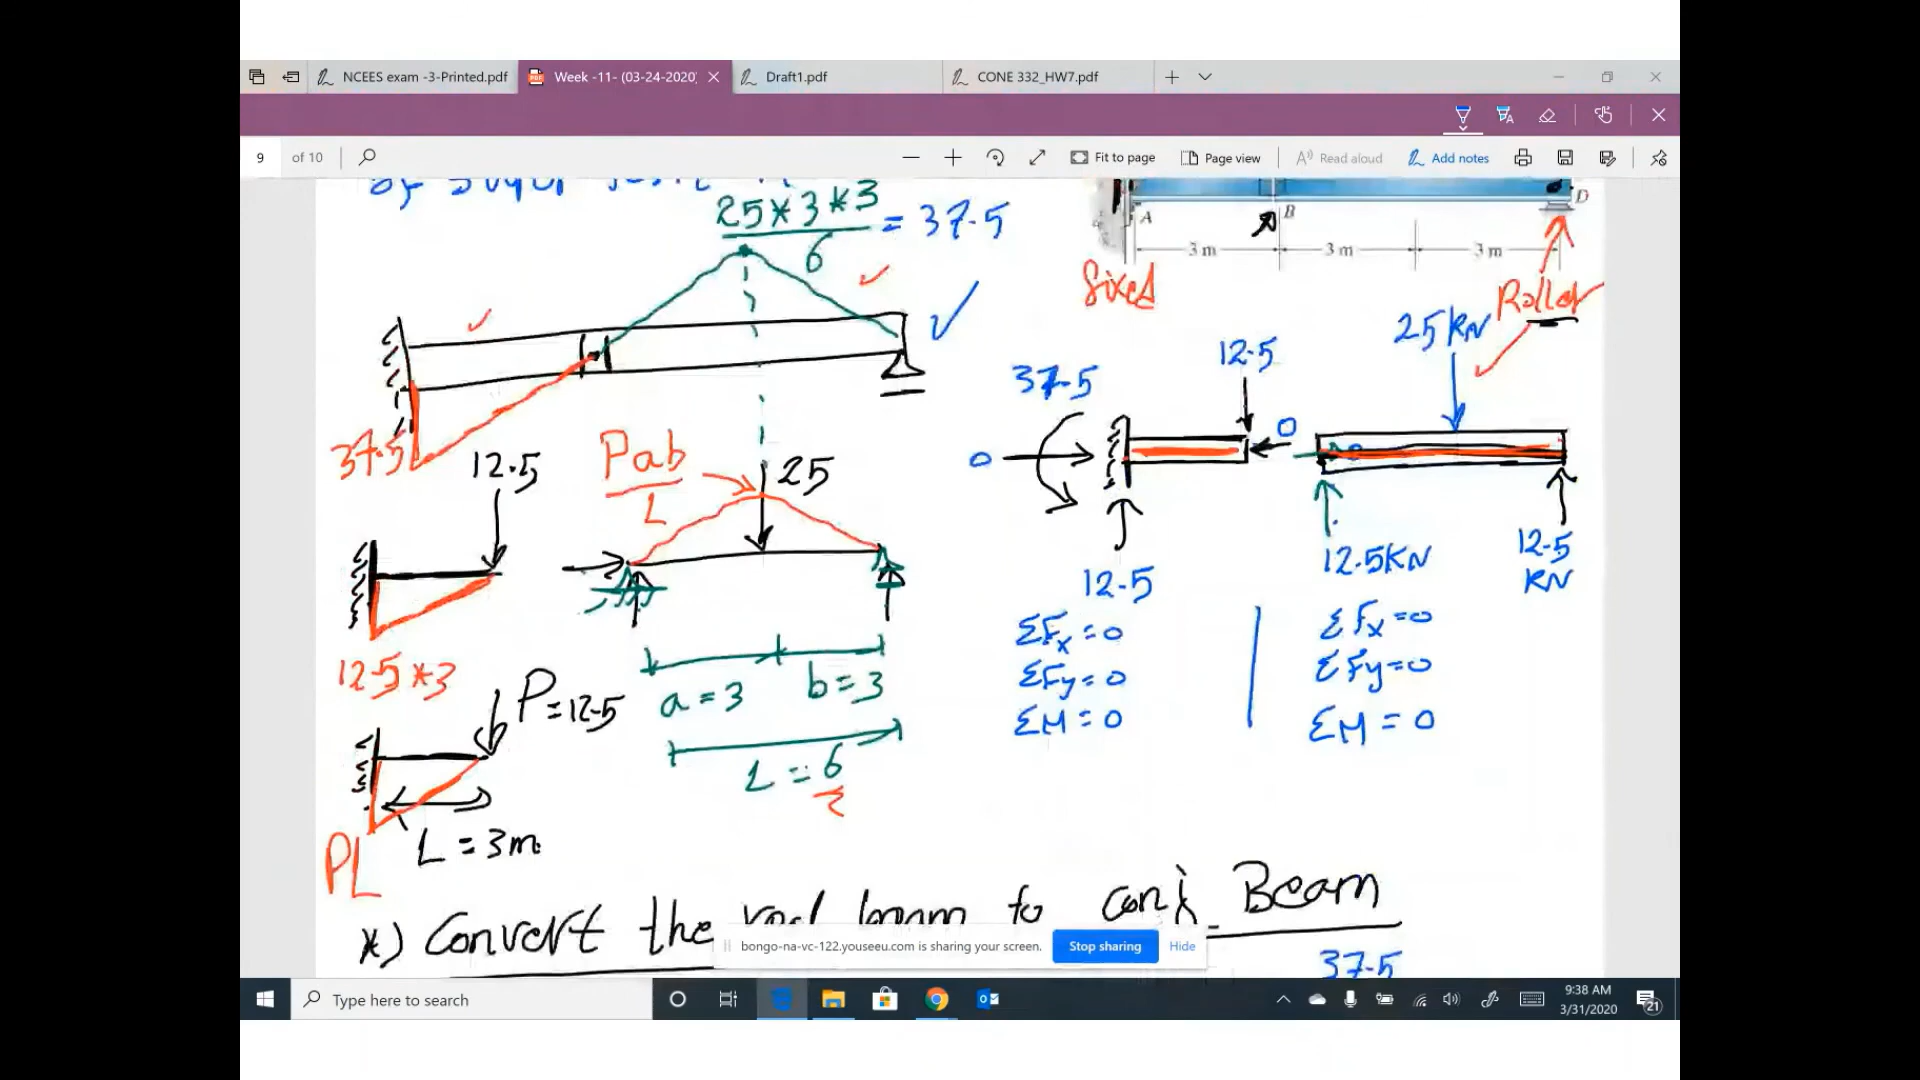 NCEES exam -3-Printed.pdf
Week -11- (03-24-2020)
Draft1.pdf
CONE 332_HW7.pdf
9 of 10
Fit to page
Page view
Read aloud
Add notes
25*3*3
6
= 37.5
A
B
D
3 m
3 m
3 m
fixed
Roller
37.5
12.5
12.5*3
Pab
L
25
a = 3
b = 3
L = 6
P = 12.5
L = 3m
PL
37.5
12.5
0
0
12.5
25KN
12.5KN
12.5
KN
ΣFx = 0
ΣFy = 0
ΣM = 0
ΣFx = 0
ΣFy = 0
ΣM = 0
*) Convert the to conj. Beam
37.5
bongo-na-vc-122.youseeu.com is sharing your screen.
Stop sharing
Hide
Type here to search
9:38 AM
3/31/2020
21